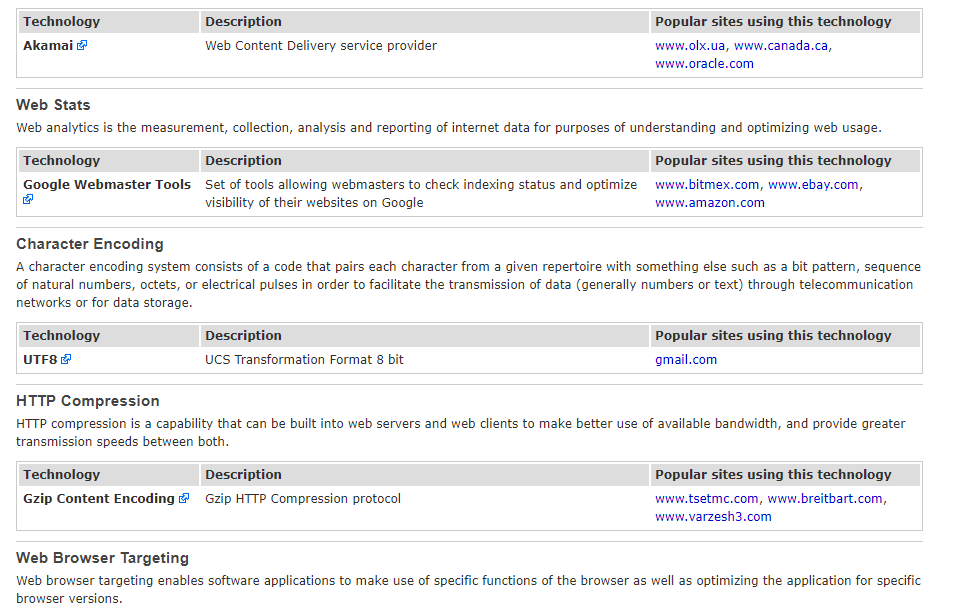 Technology Description Popular sites using this technology
Akamai Web Content Delivery service provider www.olx.ua, www.canada.ca,
www.oracle.com
Web Stats
Web analytics is the measurement, collection, analysis and reporting of internet data for purposes of understanding and optimizing web usage.
Technology Description Popular sites using this technology
Google Webmaster Tools Set of tools allowing webmasters to check indexing status and optimize www.bitmex.com, www.ebay.com,
visibility of their websites on Google www.amazon.com
Character Encoding
A character encoding system consists of a code that pairs each character from a given repertoire with something else such as a bit pattern, sequence
of natural numbers, octets, or electrical pulses in order to facilitate the transmission of data (generally numbers or text) through telecommunication
networks or for data storage.
Technology Description Popular sites using this technology
UTF8 UCS Transformation Format 8 bit gmail.com
HTTP Compression
HTTP compression is a capability that can be built into web servers and web clients to make better use of available bandwidth, and provide greater
transmission speeds between both.
Technology Description Popular sites using this technology
Gzip Content Encoding Gzip HTTP Compression protocol www.tsetmc.com, www.breitbart.com,
www.varzesh3.com
Web Browser Targeting
Web browser targeting enables software applications to make use of specific functions of the browser as well as optimizing the application for specific
browser versions.